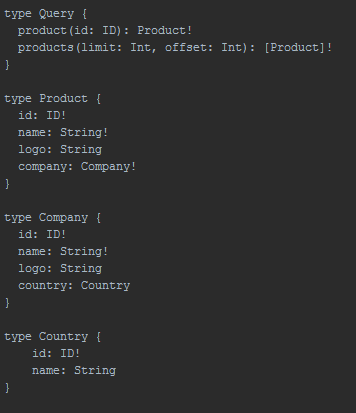 type Query {
  product(id: ID): Product!
  products(limit: Int, offset: Int): [Product]!
}

type Product {
  id: ID!
  name: String!
  logo: String
  company: Company!
}

type Company {
  id: ID!
  name: String!
  logo: String
  country: Country
}

type Country {
    id: ID!
    name: String
}